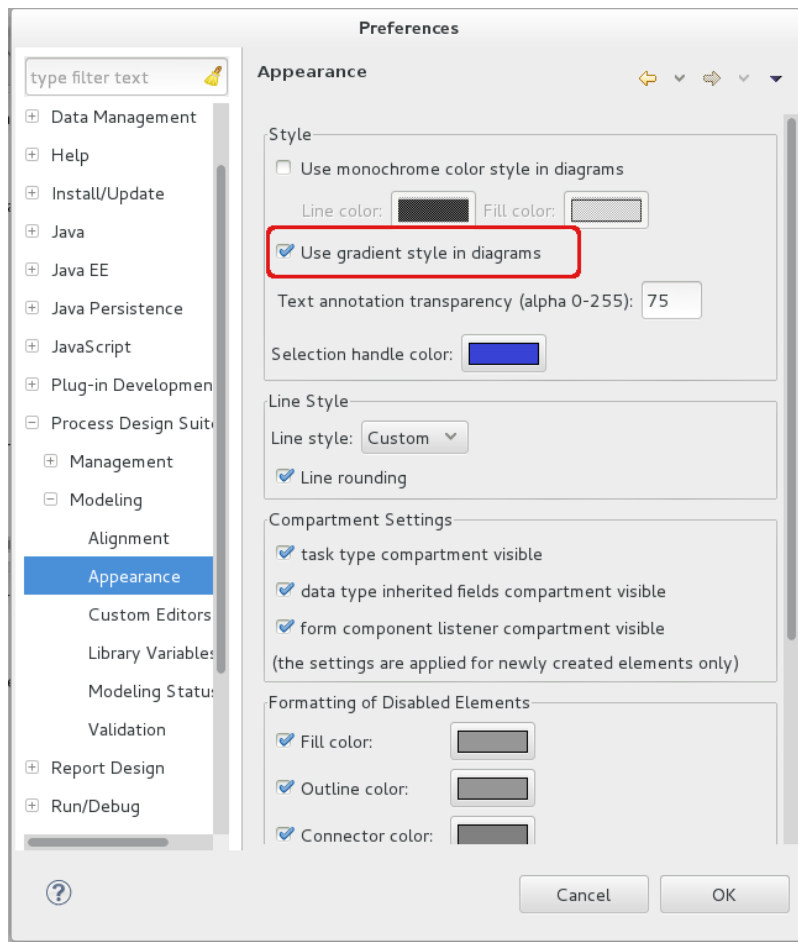 Preferences
type filter text
Data Management
Help
Install/Update
Java
Java EE
Java Persistence
JavaScript
Plug-in Developmen
Process Design Suit
Management
Modeling
Alignment
Appearance
Custom Editors
Library Variables
Modeling Status
Validation
Report Design
Run/Debug
Appearance
Style
Use monochrome color style in diagrams
Line color: Fill color:
Use gradient style in diagrams
Text annotation transparency (alpha 0-255): 75
Selection handle color:
Line Style
Line style: Custom
Line rounding
Compartment Settings
task type compartment visible
data type inherited fields compartment visible
form component listener compartment visible
(the settings are applied for newly created elements only)
Formatting of Disabled Elements
Fill color:
Outline color:
Connector color:
?
Cancel OK